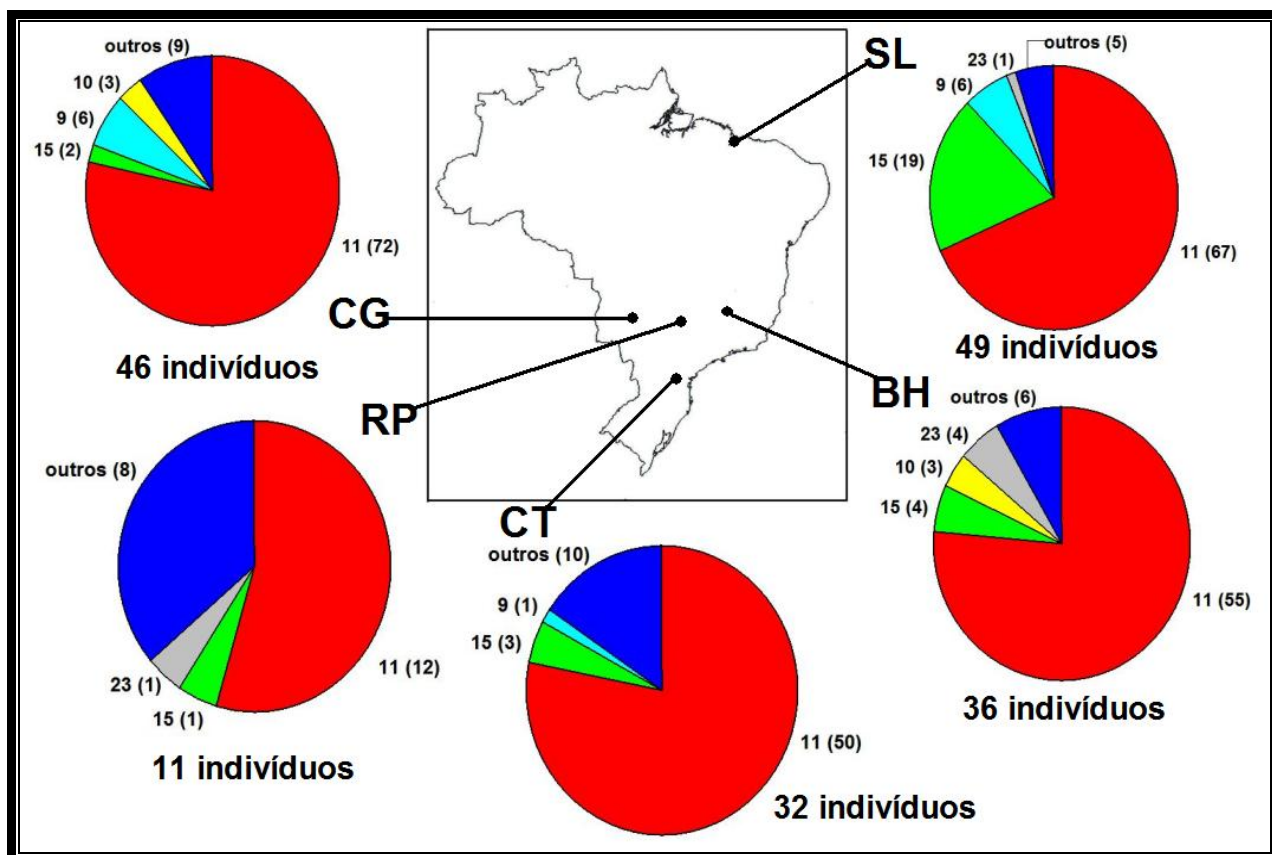 outros (9)
10 (3)
9 (6)
15 (2)
11 (72)
46 indivíduos
SL
outros (5)
23 (1)
9 (6)
15 (19)
11 (67)
49 indivíduos
CG
RP
BH
CT
outros (8)
23 (1)
15 (1)
11 (12)
11 indivíduos
outros (10)
9 (1)
15 (3)
11 (50)
32 indivíduos
outros (6)
23 (4)
10 (3)
15 (4)
11 (55)
36 indivíduos